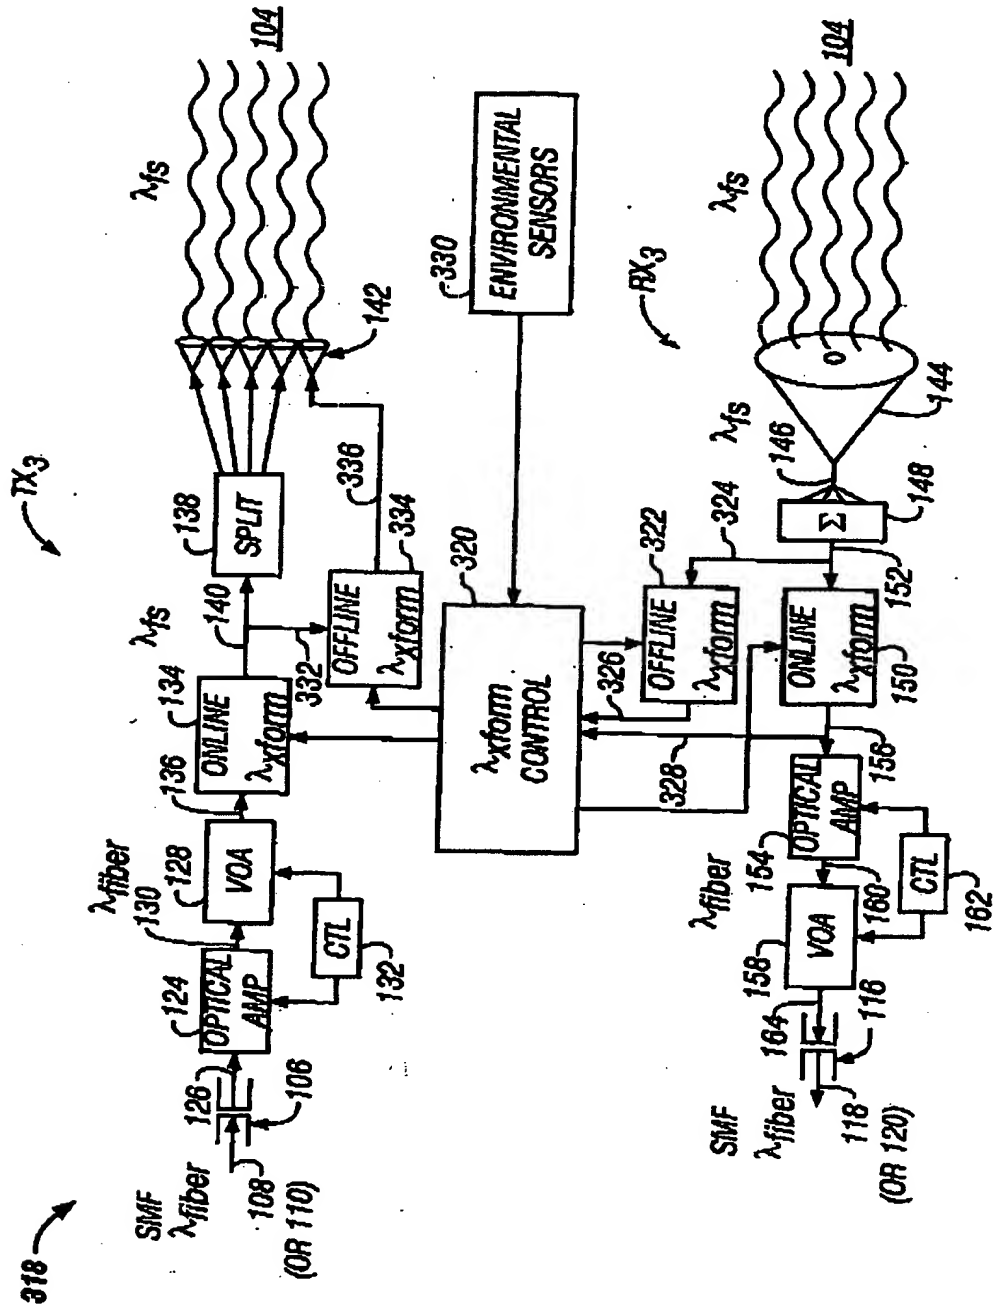 318
TX3
SMF
λfiber
108
(OR 110)
126
106
124
OPTICAL
AMP
130
λfiber
128
VOA
CTL
132
136
134
ONLINE
λxform
λfs
140
332
138
SPLIT
OFFLINE
λxform
334
336
142
λfs
104
320
λxform
CONTROL
330
ENVIRONMENTAL
SENSORS
RX3
λfs
104
144
λfs
146
148
Σ
324
322
OFFLINE
λxform
326
328
152
ONLINE
λxform
150
156
OPTICAL
AMP
154
λfiber
160
CTL
162
VOA
158
164
116
SMF
λfiber
118
(OR 120)